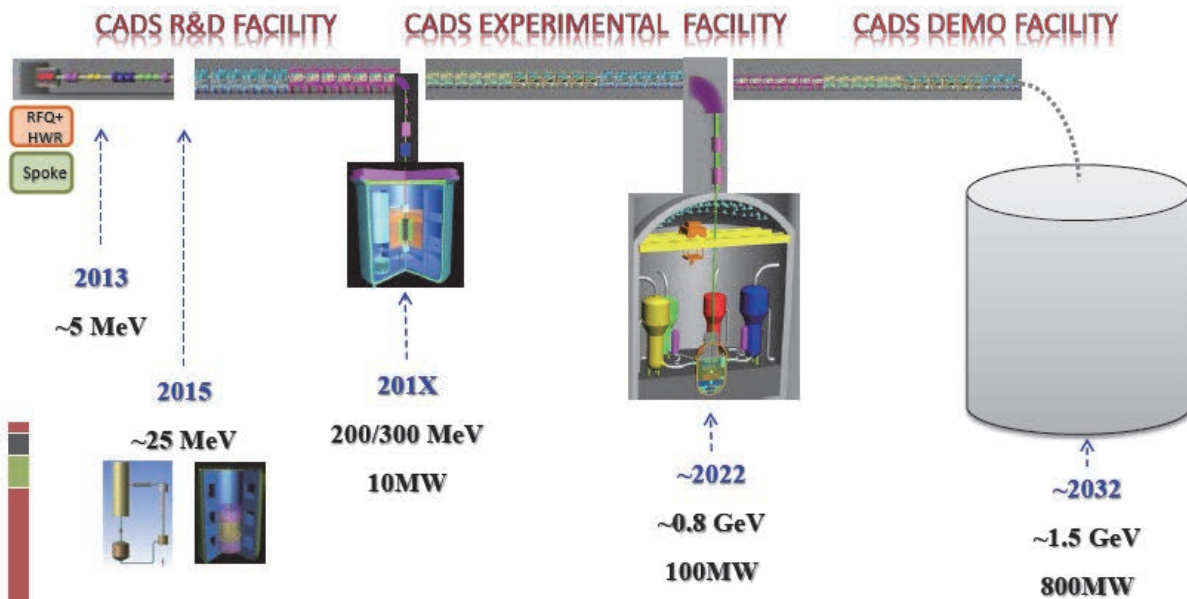 CADS R&D FACILITY
CADS EXPERIMENTAL FACILITY
CADS DEMO FACILITY
RFQ+
HWR
Spoke
2013
~5 MeV
2015
~25 MeV
201X
200/300 MeV
10MW
~2022
~0.8 GeV
100MW
~2032
~1.5 GeV
800MW